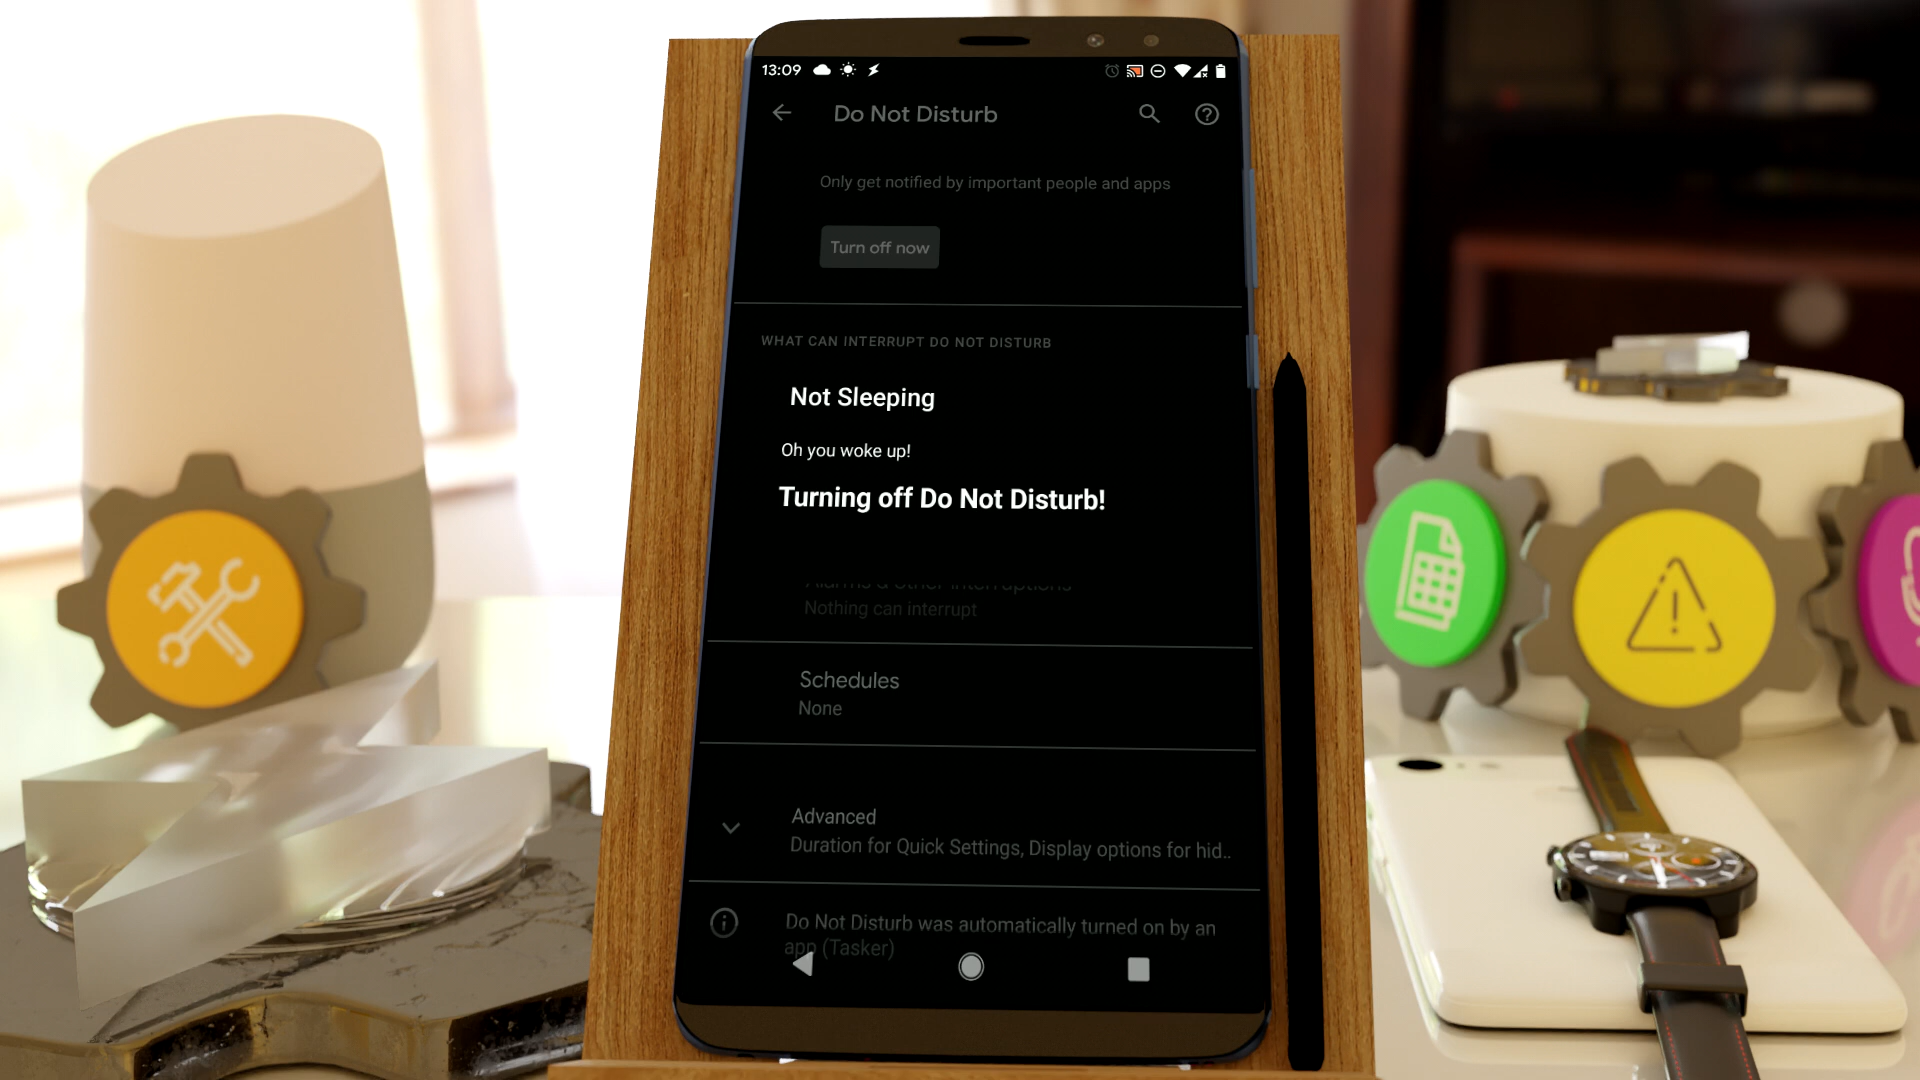 13:09
Do Not Disturb
Only get notified by important people and apps
Turn off now
WHAT CAN INTERRUPT DO NOT DISTURB
Not Sleeping
Oh you woke up!
Turning off Do Not Disturb!
Alarms & other interruptions
Nothing can interrupt
Schedules
None
Advanced
Duration for Quick Settings, Display options for hid..
Do Not Disturb was automatically turned on by an
app (Tasker)